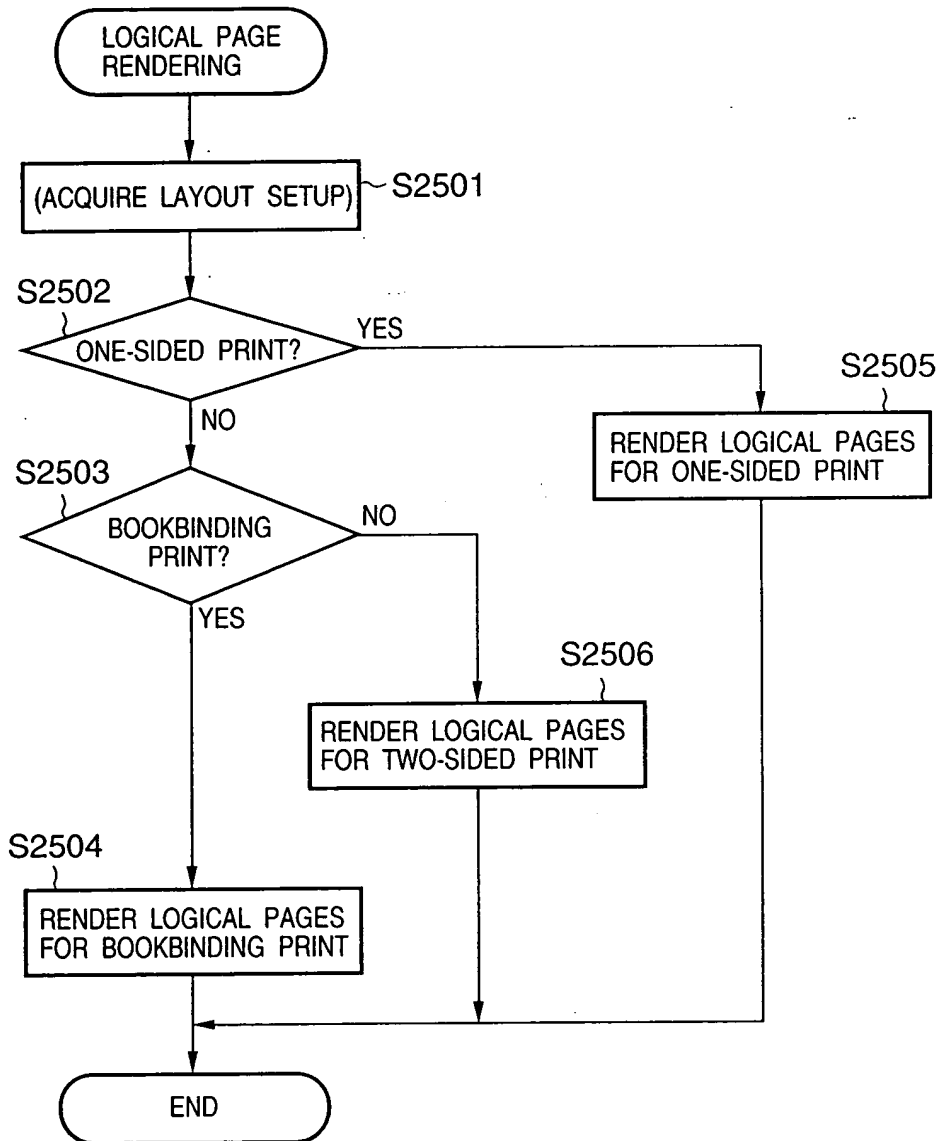 LOGICAL PAGE
RENDERING
(ACQUIRE LAYOUT SETUP)
S2501
S2502
ONE-SIDED PRINT?
YES
NO
S2505
RENDER LOGICAL PAGES
FOR ONE-SIDED PRINT
S2503
BOOKBINDING
PRINT?
NO
YES
S2506
RENDER LOGICAL PAGES
FOR TWO-SIDED PRINT
S2504
RENDER LOGICAL PAGES
FOR BOOKBINDING PRINT
END